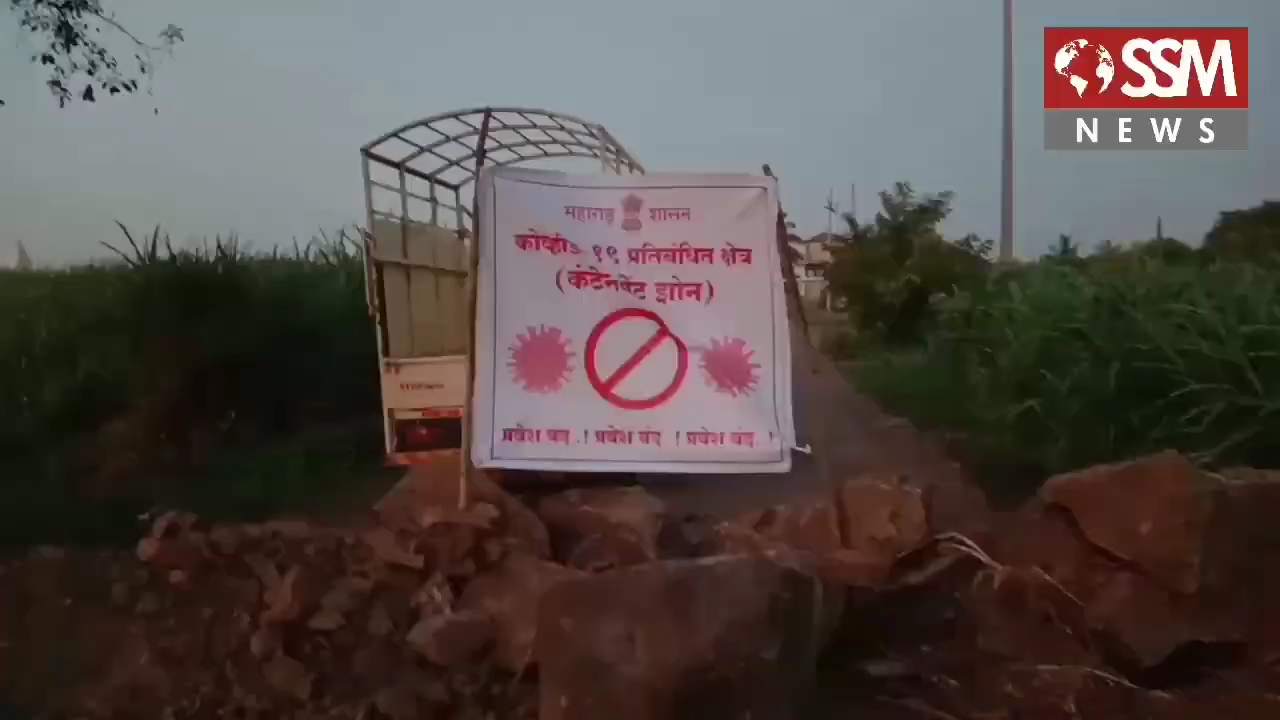 महाराष्ट्र शासन
कोव्हीड-१९ प्रतिबंधित क्षेत्र
(कंटेनमेंट झोन)
प्रवेश बंद ..! प्रवेश बंद ..! प्रवेश बंद ..!
SSM
NEWS